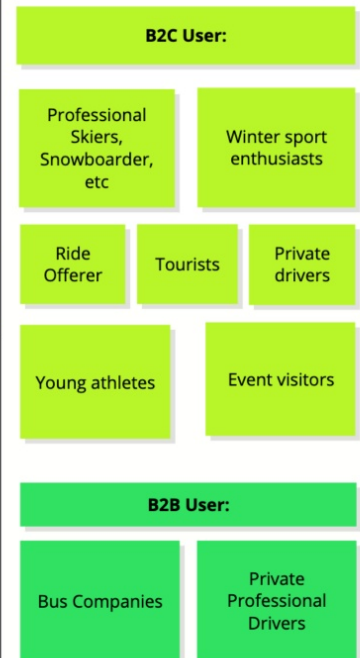 B2C User:
Professional
Skiers,
Snowboarder,
etc
Winter sport
enthusiasts
Ride
Offerer
Tourists
Private
drivers
Young athletes
Event visitors
B2B User:
Bus Companies
Private
Professional
Drivers